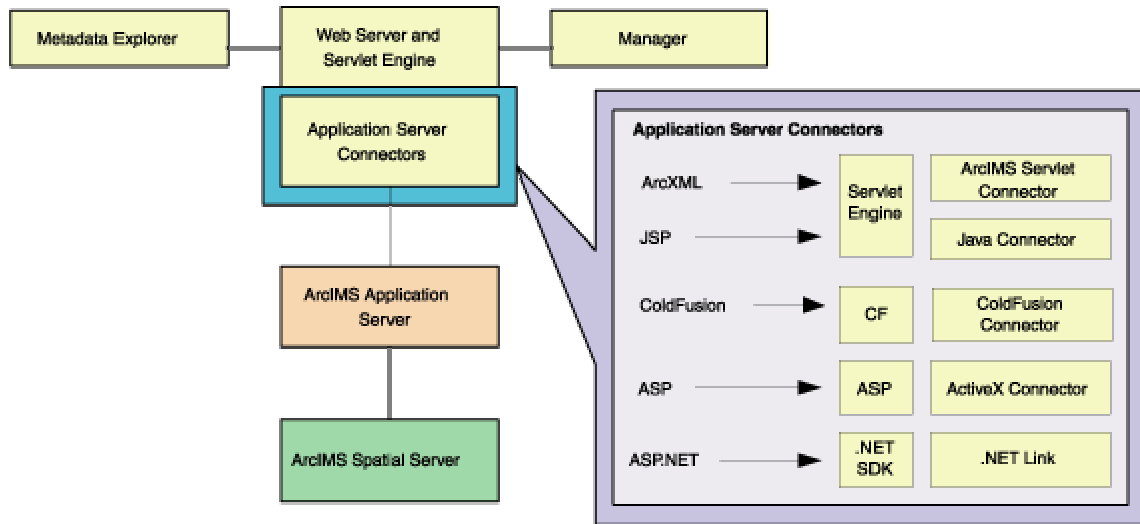 Metadata Explorer
Web Server and
Servlet Engine
Manager
Application Server
Connectors
ArcIMS Application
Server
ArcIMS Spatial Server
Application Server Connectors
ArcXML
Servlet
Engine
ArcIMS Servlet
Connector
JSP
Java Connector
ColdFusion
CF
ColdFusion
Connector
ASP
ASP
ActiveX Connector
ASP.NET
.NET
SDK
.NET Link